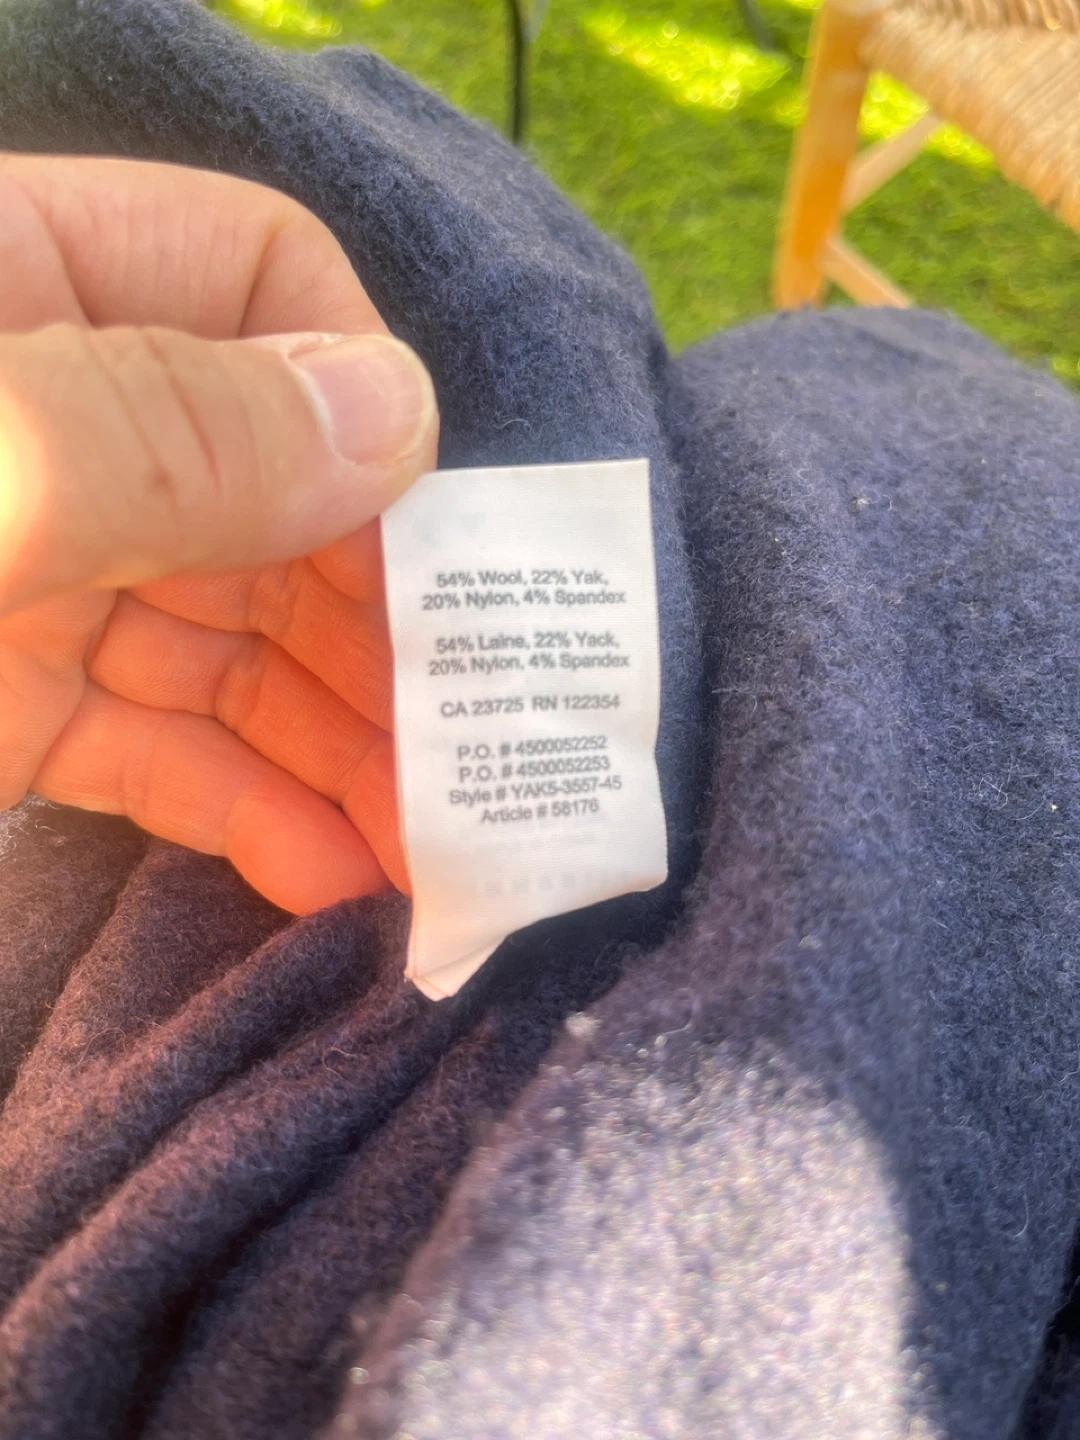 54% Wool, 22% Yak,
20% Nylon, 4% Spandex
54% Laine, 22% Yack,
20% Nylon, 4% Spandex
CA 23725 RN 122354
P.O. # 4500052252
P.O. # 4500052253
Style # YAK5-3557-45
Article # 58176